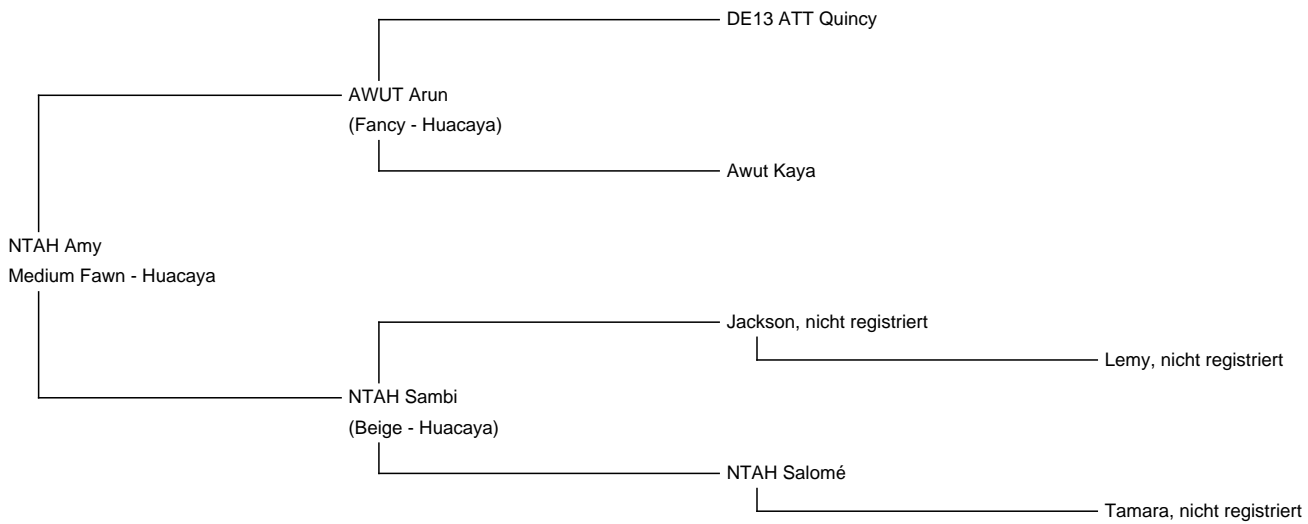 DE13 ATT Quincy
AWUT Arun
(Fancy - Huacaya)
Awut Kaya
NTAH Amy
Medium Fawn - Huacaya
Jackson, nicht registriert
Lemy, nicht registriert
NTAH Sambi
(Beige - Huacaya)
NTAH Salomé
Tamara, nicht registriert